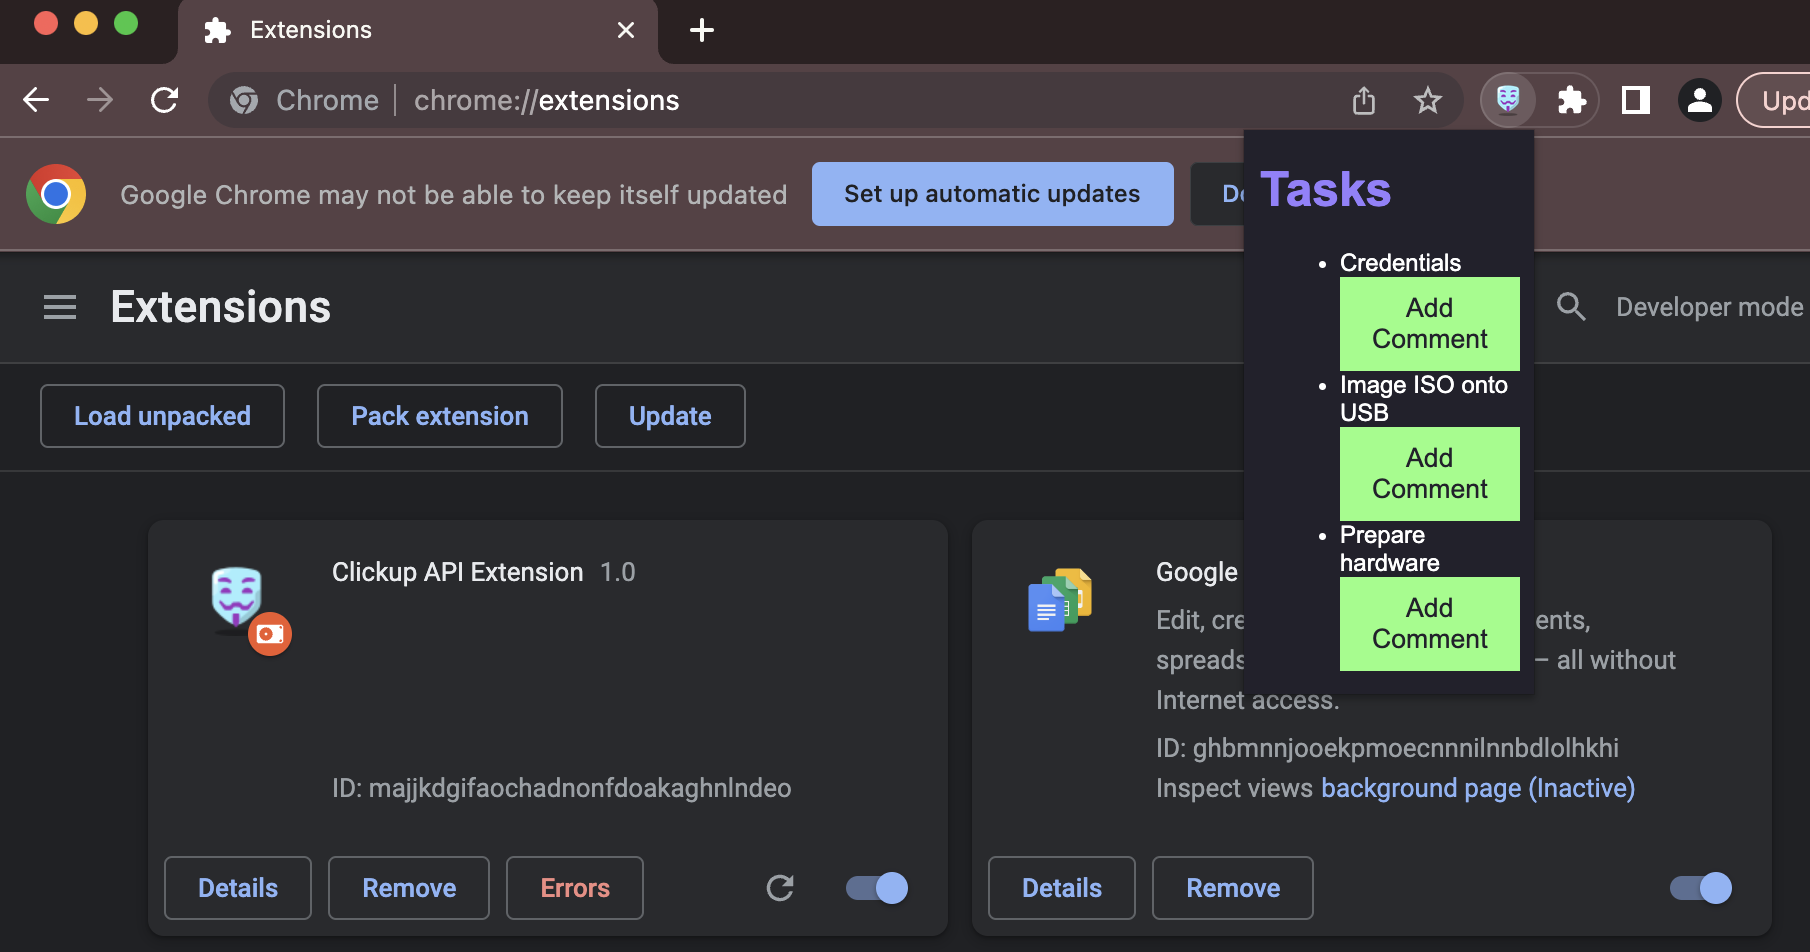 Extensions
Chrome
chrome://extensions
Upd
Google Chrome may not be able to keep itself updated
Set up automatic updates
Tasks
Credentials
Add
Comment
Image ISO onto
USB
Add
Comment
Prepare
hardware
Add
Comment
Extensions
Developer mode
Load unpacked
Pack extension
Update
Clickup API Extension 1.0
ID: majjkdgifaochadnonfdoakaghnlndeo
Details
Remove
Errors
Google
Edit, cre
ents,
spreads
– all without
Internet access.
ID: ghbmnnjooekpmoecnnnilnnbdlolhkhi
Inspect views background page (Inactive)
Details
Remove